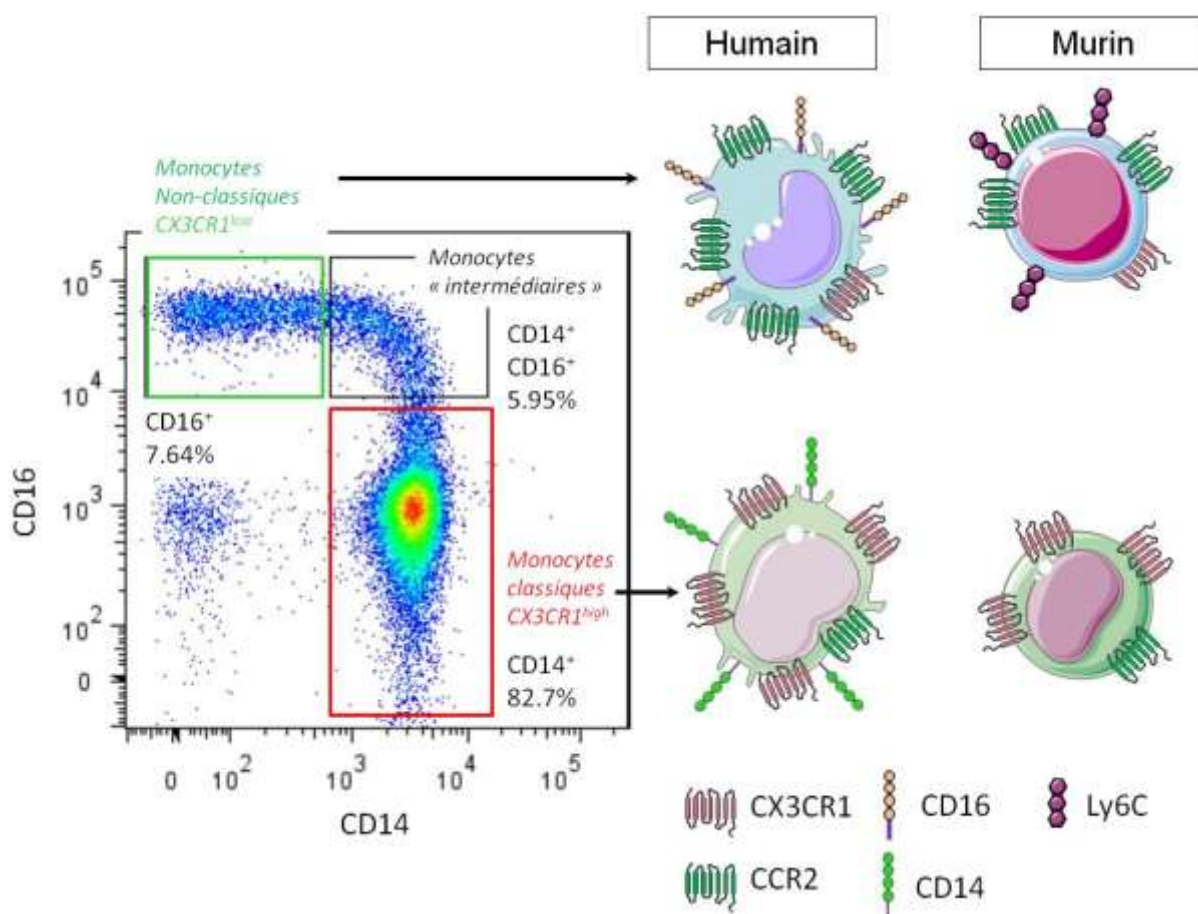 Humain
Murin
Monocytes
Non-classiques
CX3CR1low
Monocytes
« intermédiaires »
CD14+
CD16+
5.95%
CD16+
7.64%
Monocytes
classiques
CX3CR1high
CD14+
82.7%
CD16
10^5
10^4
10^3
10^2
0
0
10^2
10^3
10^4
10^5
CD14
CX3CR1
CD16
Ly6C
CCR2
CD14